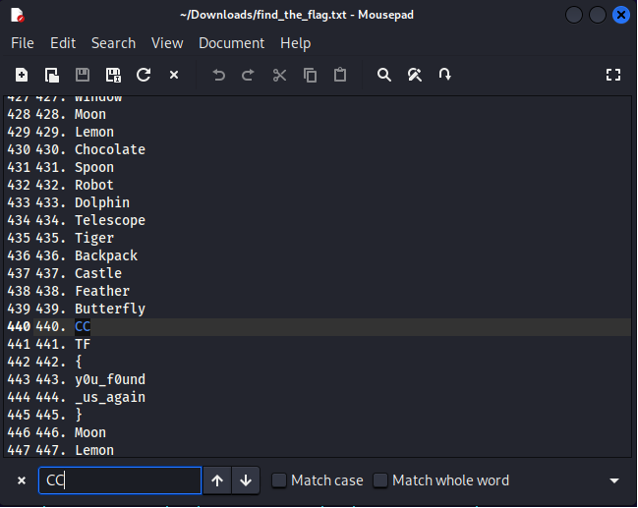 ~/Downloads/find_the_flag.txt - Mousepad
File Edit Search View Document Help
427 427. Window
428 428. Moon
429 429. Lemon
430 430. Chocolate
431 431. Spoon
432 432. Robot
433 433. Dolphin
434 434. Telescope
435 435. Tiger
436 436. Backpack
437 437. Castle
438 438. Feather
439 439. Butterfly
440 440. CC
441 441. TF
442 442. {
443 443. y0u_f0und
444 444. _us_again
445 445. }
446 446. Moon
447 447. Lemon
CC Match case Match whole word